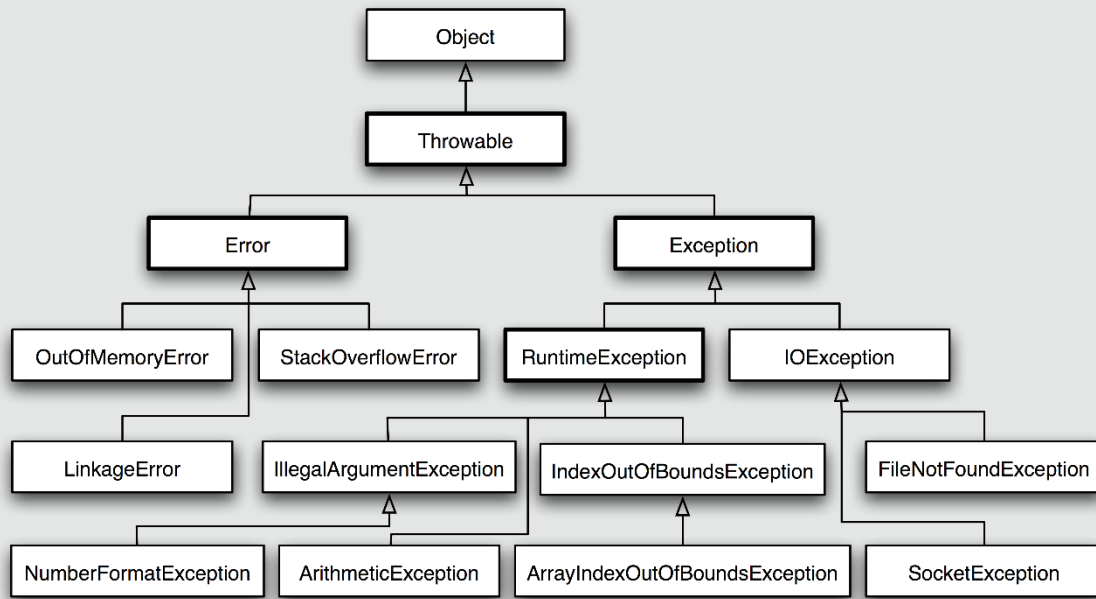 Object
Throwable
Error
Exception
OutOfMemoryError
StackOverflowError
RuntimeException
IOException
LinkageError
IllegalArgumentException
IndexOutOfBoundsException
FileNotFoundException
NumberFormatException
ArithmeticException
ArrayIndexOutOfBoundsException
SocketException